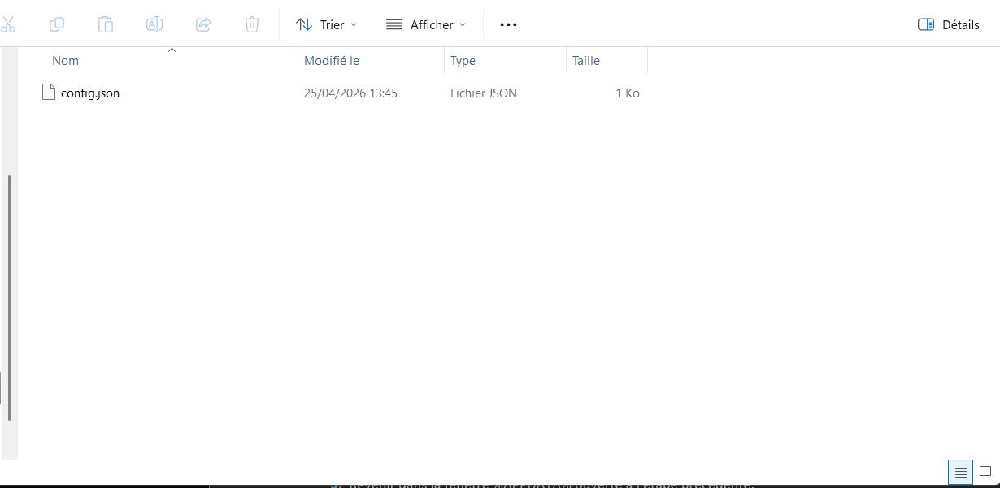 Trier
Afficher
Détails
Nom
Modifié le
Type
Taille
config.json
25/04/2026 13:45
Fichier JSON
1 Ko